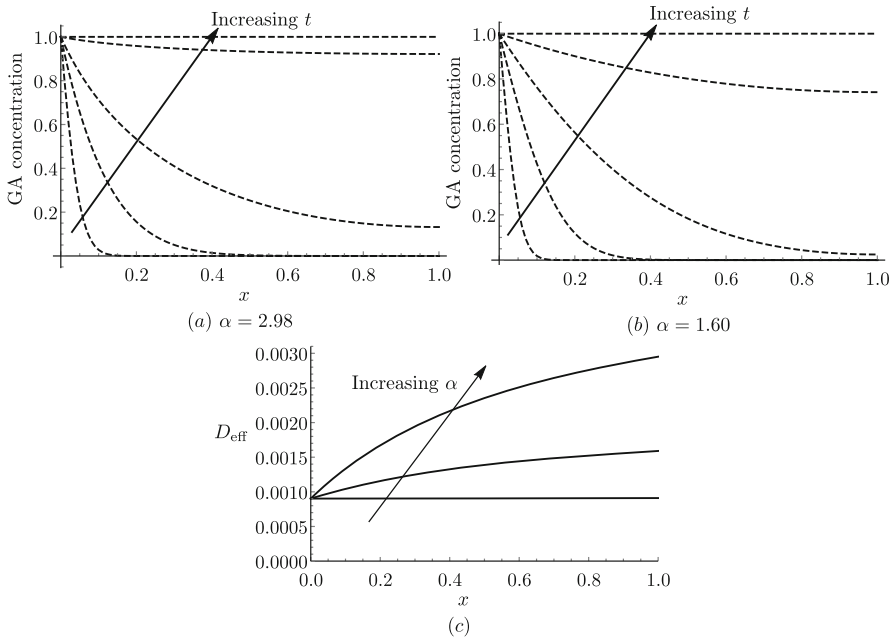 Increasing t
GA concentration
1.0
0.8
0.6
0.4
0.2
0.2 0.4 0.6 0.8 1.0
x
(a) α = 2.98
Increasing t
GA concentration
1.0
0.8
0.6
0.4
0.2
0.2 0.4 0.6 0.8 1.0
x
(b) α = 1.60
Increasing α
D_eff
0.0030
0.0025
0.0020
0.0015
0.0010
0.0005
0.0000
0.0 0.2 0.4 0.6 0.8 1.0
x
(c)